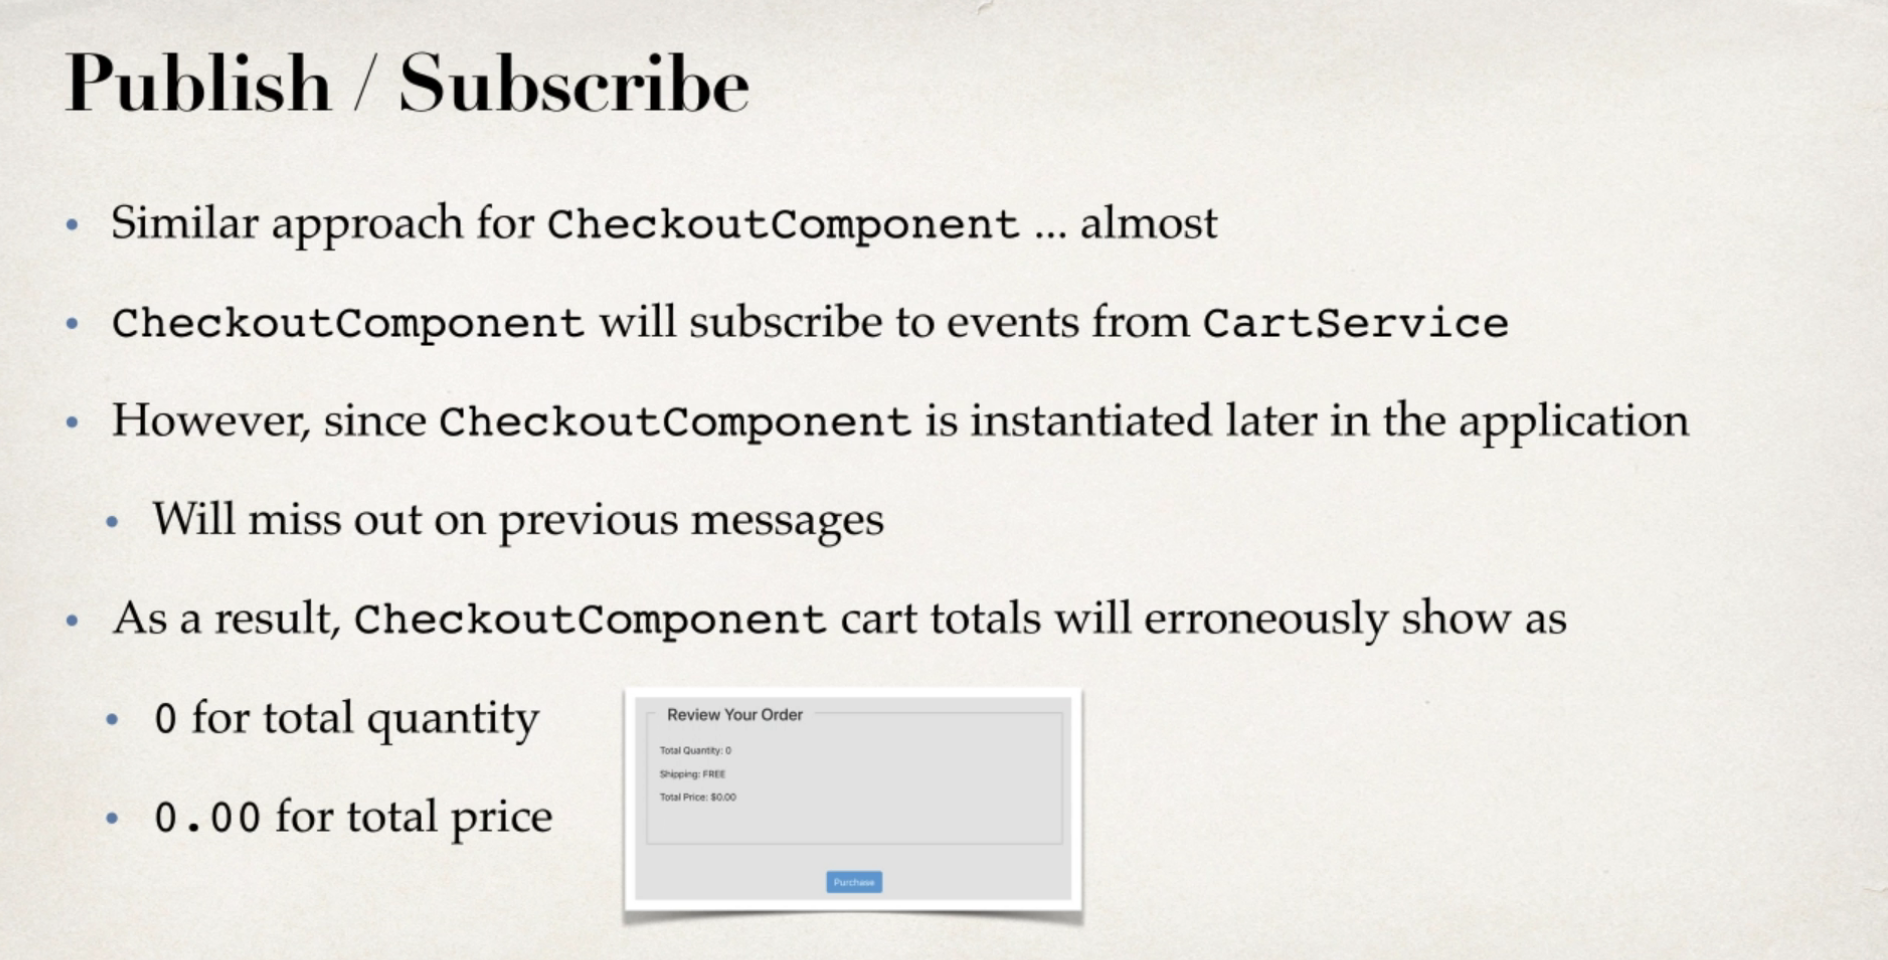 Publish / Subscribe
• Similar approach for CheckoutComponent ... almost
• CheckoutComponent will subscribe to events from CartService
• However, since CheckoutComponent is instantiated later in the application
• Will miss out on previous messages
• As a result, CheckoutComponent cart totals will erroneously show as
• 0 for total quantity
• 0.00 for total price
Review Your Order
Total Quantity: 0
Shipping: FREE
Total Price: $0.00
Purchase